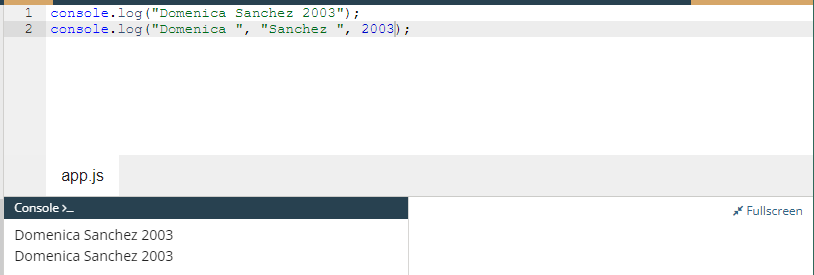 1 console.log("Domenica Sanchez 2003");
2 console.log("Domenica ", "Sanchez ", 2003);
app.js
Console >_
Fullscreen
Domenica Sanchez 2003
Domenica Sanchez 2003